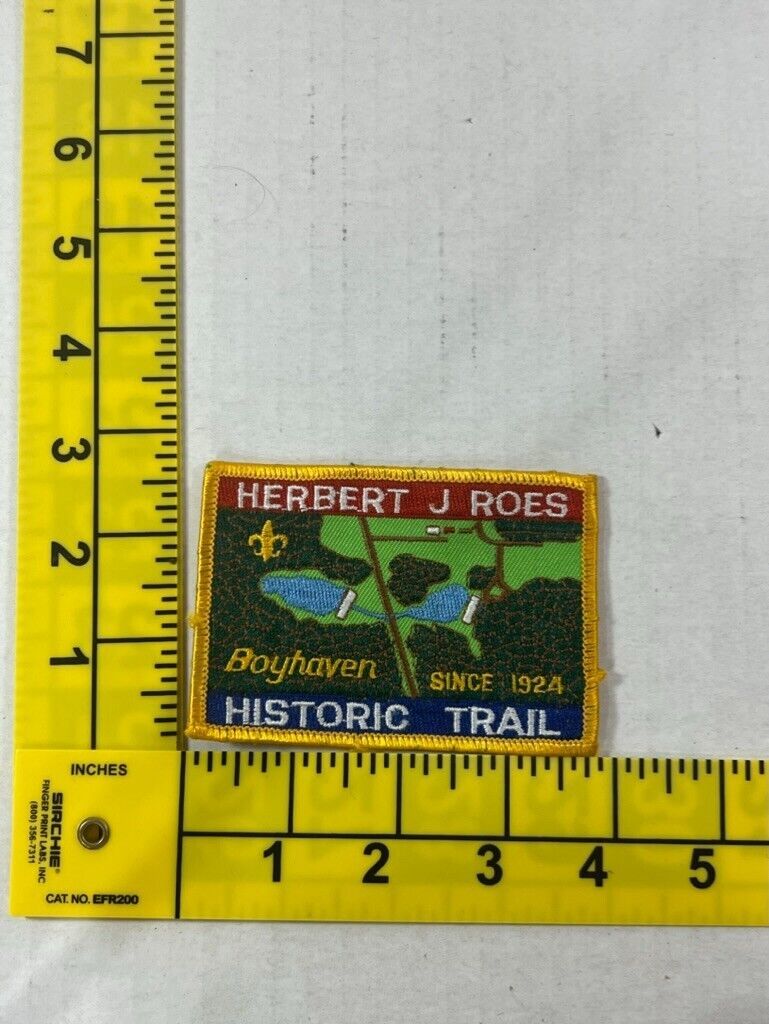 7
6
5
4
3
2
1
HERBERT J ROES
Boyhaven
SINCE 1924
HISTORIC TRAIL
INCHES
SIRCHIE®
FINGER PRINT LABS, INC
(800) 356-7311
CAT. NO. EFR200
1 2 3 4 5